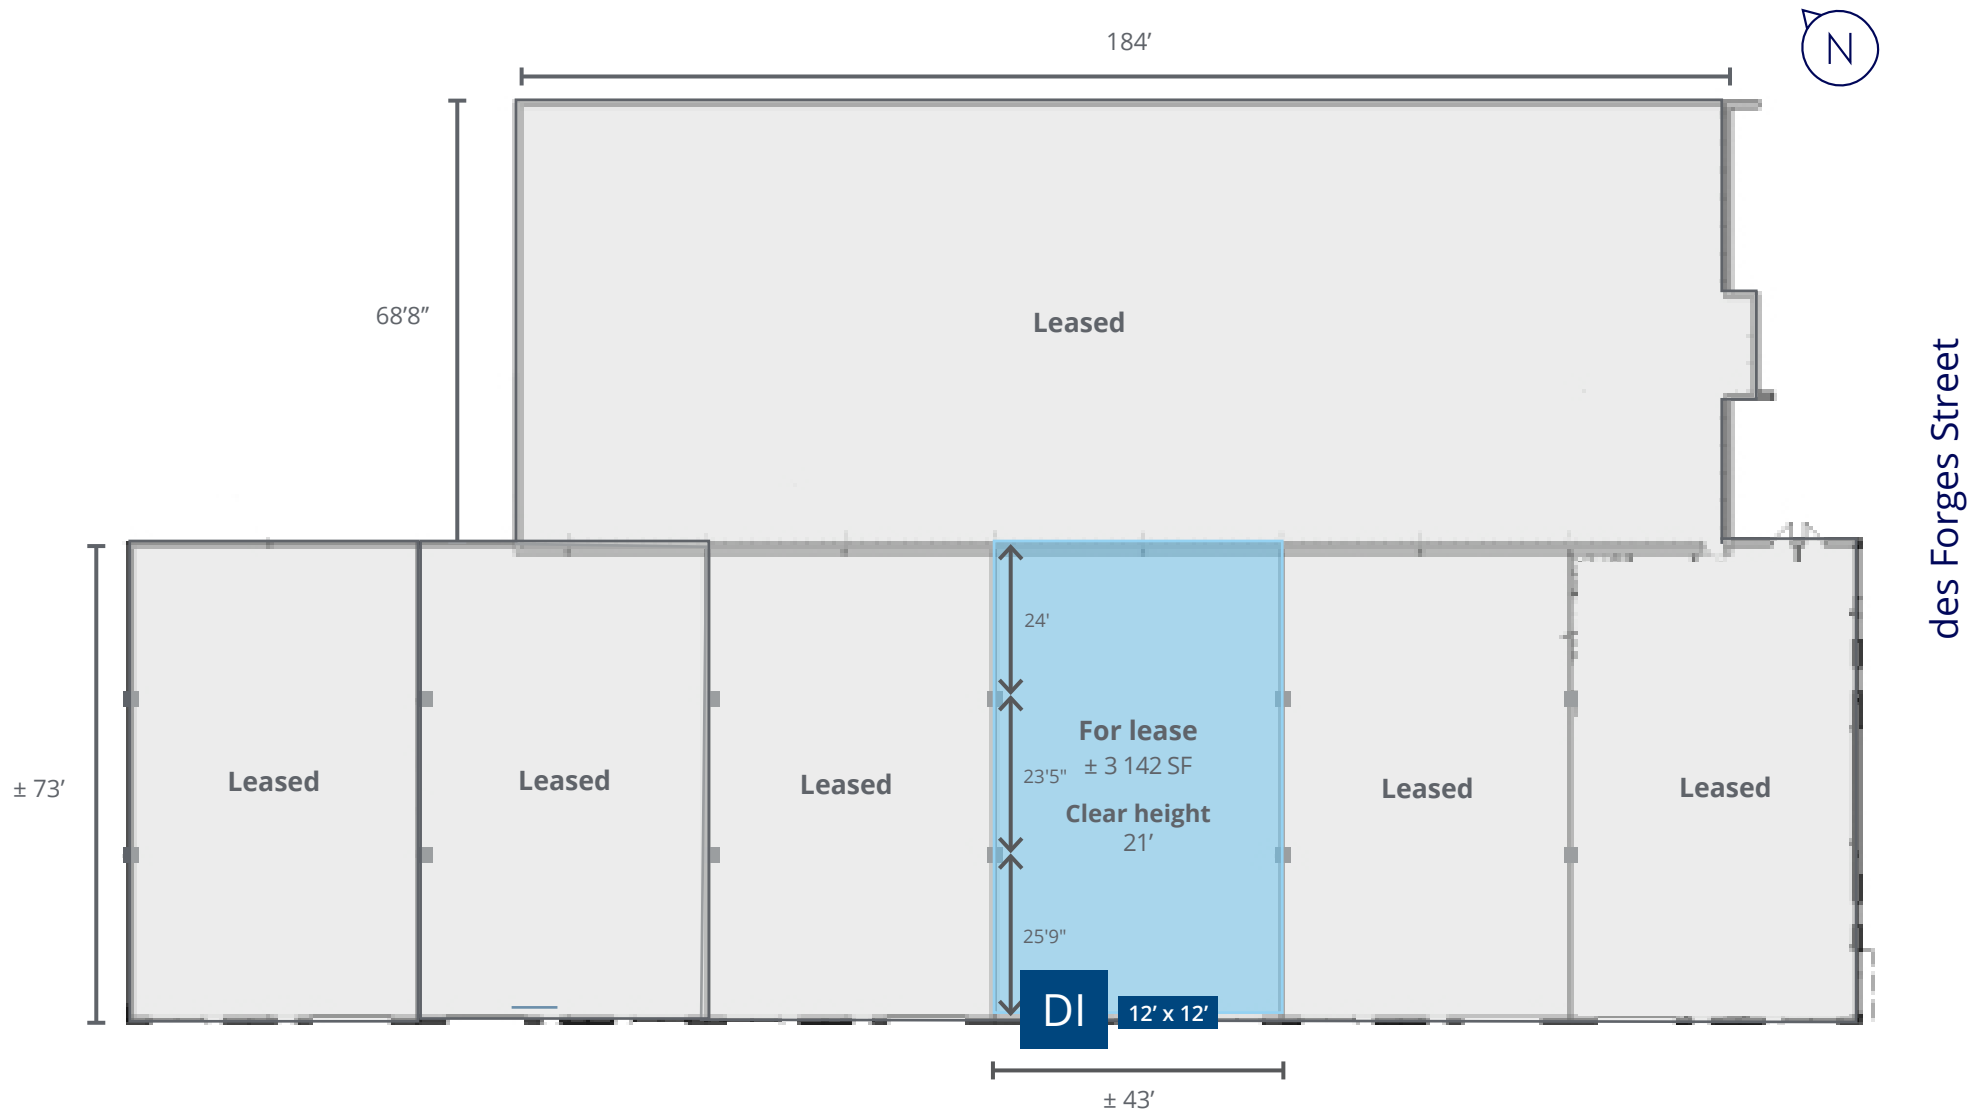 184’
N
68’8”
Leased
des Forges Street
24'
For lease
± 3 142 SF
23'5"
Clear height
21’
± 73’
Leased
Leased
Leased
Leased
Leased
25'9"
DI
12’ x 12’
± 43’